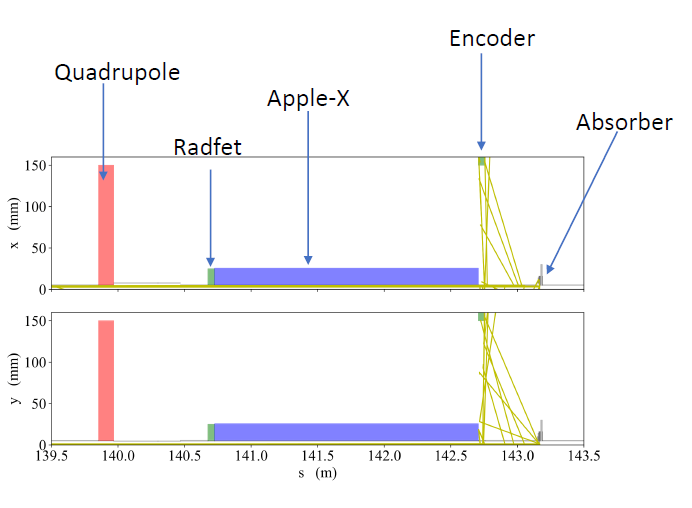 Encoder
Quadrupole
Apple-X
Absorber
Radfet
150
100
50
0
x (mm)
150
100
50
0
y (mm)
139.5 140.0 140.5 141.0 141.5 142.0 142.5 143.0 143.5
s (m)